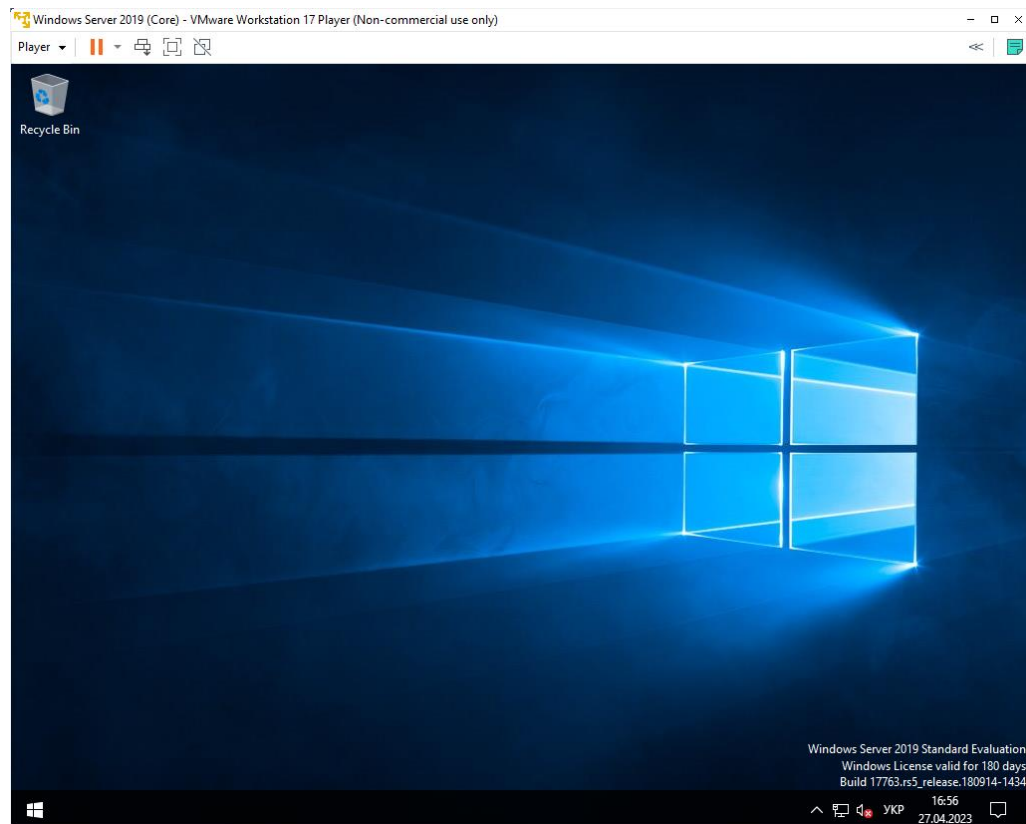 Windows Server 2019 (Core) - VMware Workstation 17 Player (Non-commercial use only)
Player
Recycle Bin
Windows Server 2019 Standard Evaluation
Windows License valid for 180 days
Build 17763.rs5_release.180914-1434
УКР
16:56
27.04.2023